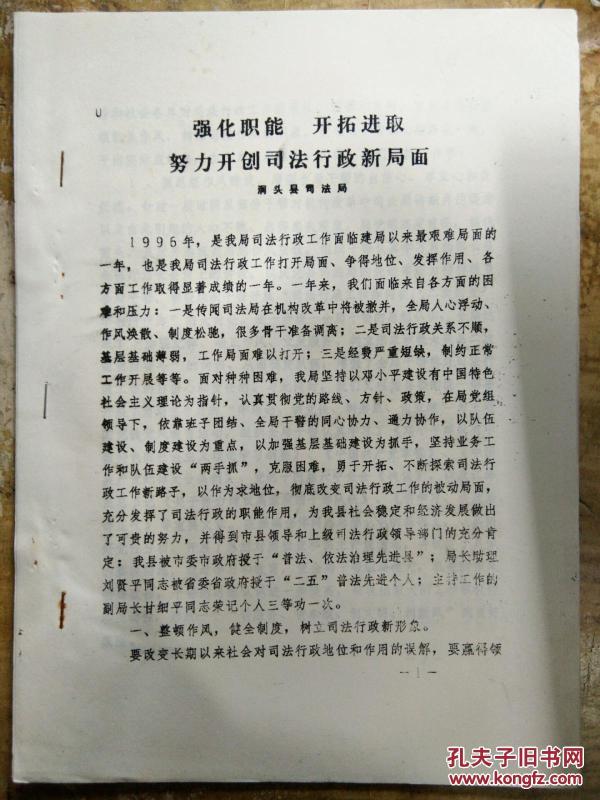 强化职能 开拓进取
努力开创司法行政新局面
洞头县司法局
1996年，是我局司法行政工作面临建局以来最艰难局面的
一年，也是我局司法行政工作打开局面、争得地位、发挥作用、各
方面工作取得显著成绩的一年。一年来，我们面临来自各方面的困
难和压力：一是传闻司法局在机构改革中将被撤并，全局人心浮动、
作风涣散、制度松驰，很多骨干准备调离；二是司法行政关系不顺，
基层基础薄弱，工作局面难以打开；三是经费严重短缺，制约正常
工作开展等等。面对种种困难，我局坚持以邓小平建设有中国特色
社会主义理论为指针，认真贯彻党的路线、方针、政策，在局党组
领导下，依靠班子团结、全局干警的同心协力、通力协作，以队伍
建设、制度建设为重点，以加强基层基础建设为抓手，坚持业务工
作和队伍建设“两手抓”，克服困难，勇于开拓、不断探索司法行
政工作新路子，以作为求地位，彻底改变司法行政工作的被动局面，
充分发挥了司法行政的职能作用，为我县社会稳定和经济发展做出
了可贵的努力，并得到市县领导和上级司法行政领导部门的充分肯
定：我县被市委市政府授于“普法、依法治理先进县”；局长助理
刘贤平同志被省委省政府授于“二五”普法先进个人；主持工作的
副局长甘细平同志荣记个人三等功一次。
一、整顿作风，健全制度，树立司法行政新形象。
要改变长期以来社会对司法行政地位和作用的误解，要赢得领
—1—
孔夫子旧书网
www.kongfz.com